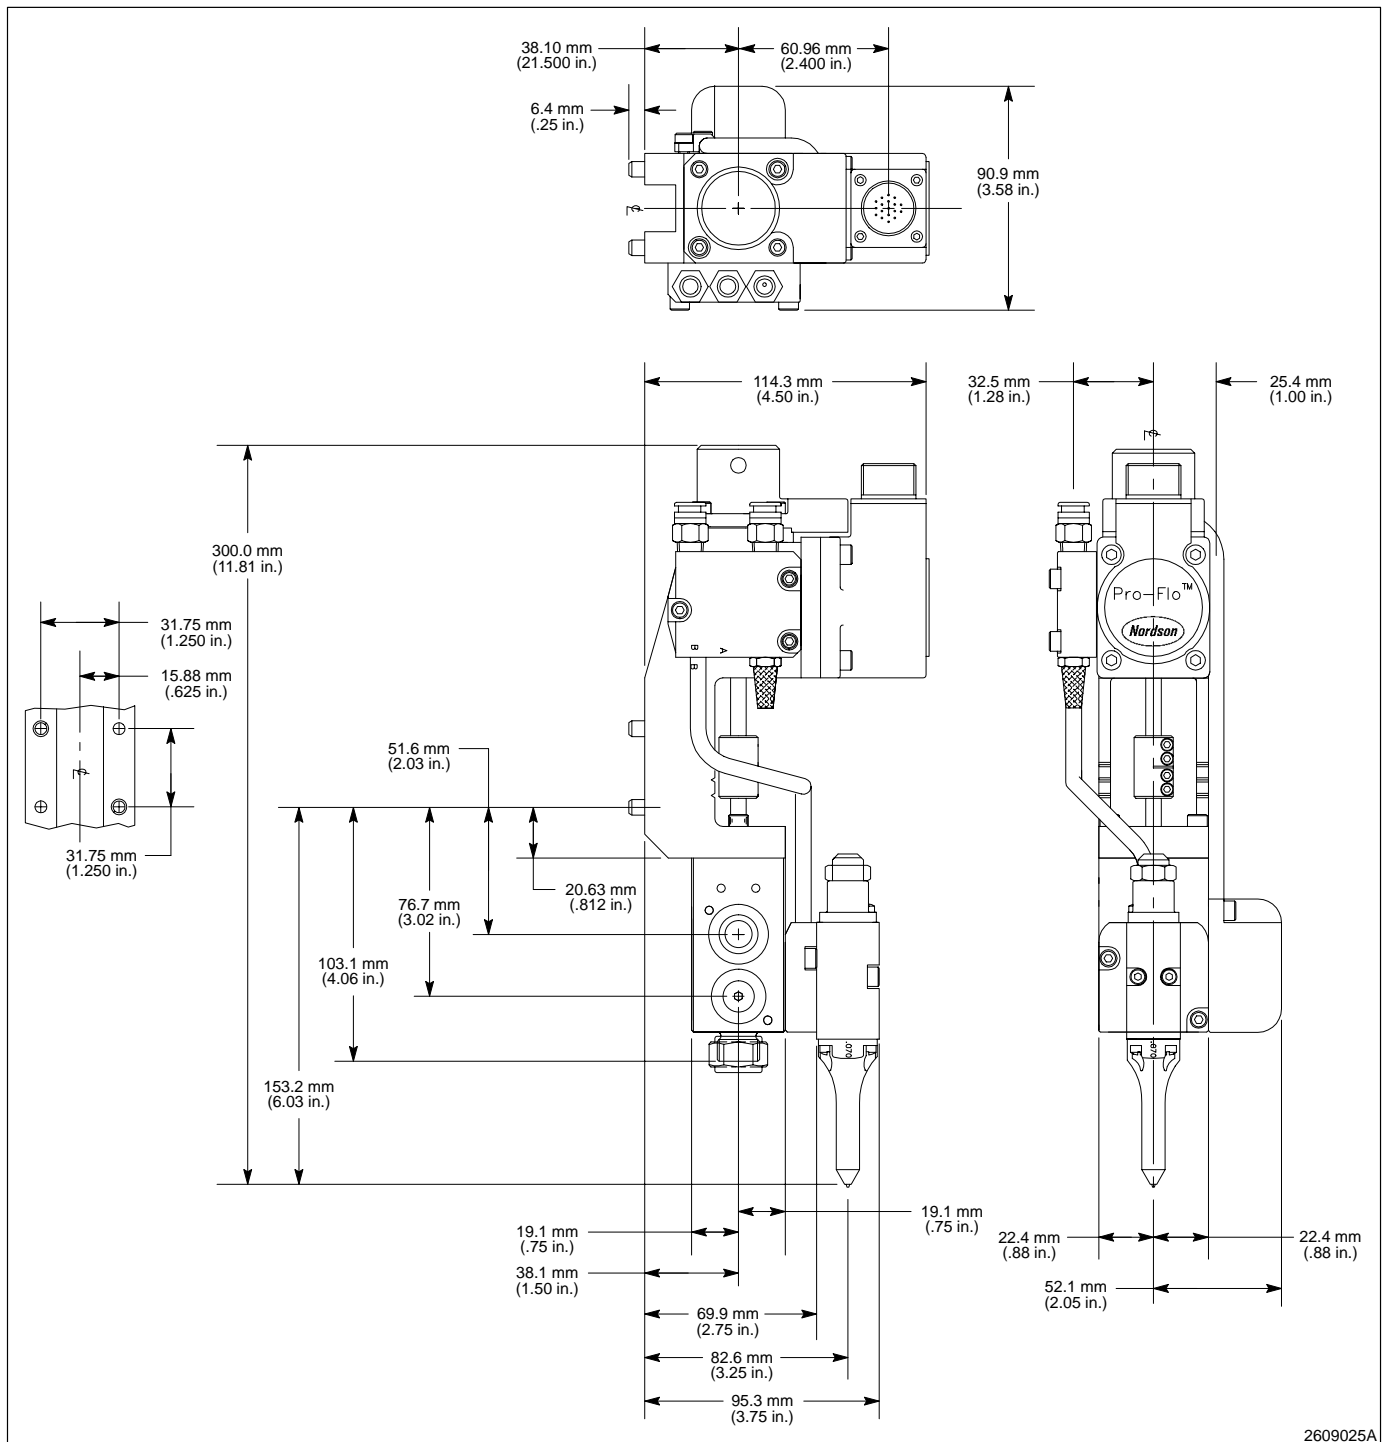 38.10 mm
(21.500 in.)
60.96 mm
(2.400 in.)
6.4 mm
(.25 in.)
90.9 mm
(3.58 in.)
℄
114.3 mm
(4.50 in.)
32.5 mm
(1.28 in.)
25.4 mm
(1.00 in.)
℄
300.0 mm
(11.81 in.)
Pro-Flo™
Nordson
31.75 mm
(1.250 in.)
15.88 mm
(.625 in.)
B
A
B
℄
51.6 mm
(2.03 in.)
31.75 mm
(1.250 in.)
20.63 mm
(.812 in.)
76.7 mm
(3.02 in.)
103.1 mm
(4.06 in.)
153.2 mm
(6.03 in.)
.070
.070
19.1 mm
(.75 in.)
19.1 mm
(.75 in.)
38.1 mm
(1.50 in.)
22.4 mm
(.88 in.)
22.4 mm
(.88 in.)
52.1 mm
(2.05 in.)
69.9 mm
(2.75 in.)
82.6 mm
(3.25 in.)
95.3 mm
(3.75 in.)
2609025A